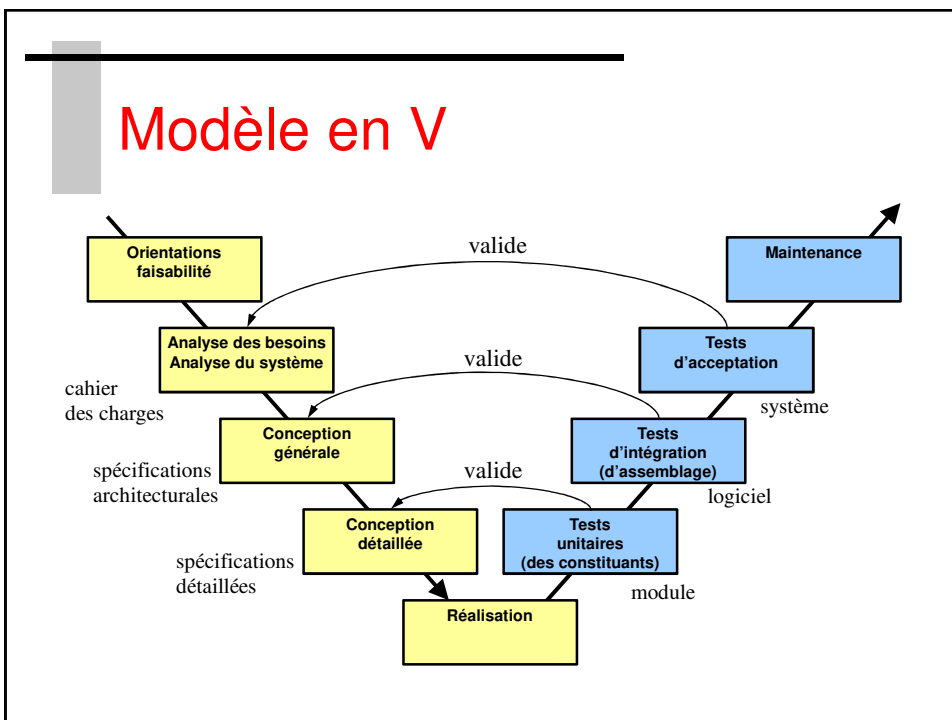 Modèle en V
Orientations
faisabilité
valide
Maintenance
Analyse des besoins
Analyse du système
valide
Tests
d'acceptation
cahier
des charges
système
Conception
générale
Tests
d'intégration
(d'assemblage)
spécifications
architecturales
valide
logiciel
Conception
détaillée
Tests
unitaires
(des constituants)
spécifications
détaillées
module
Réalisation